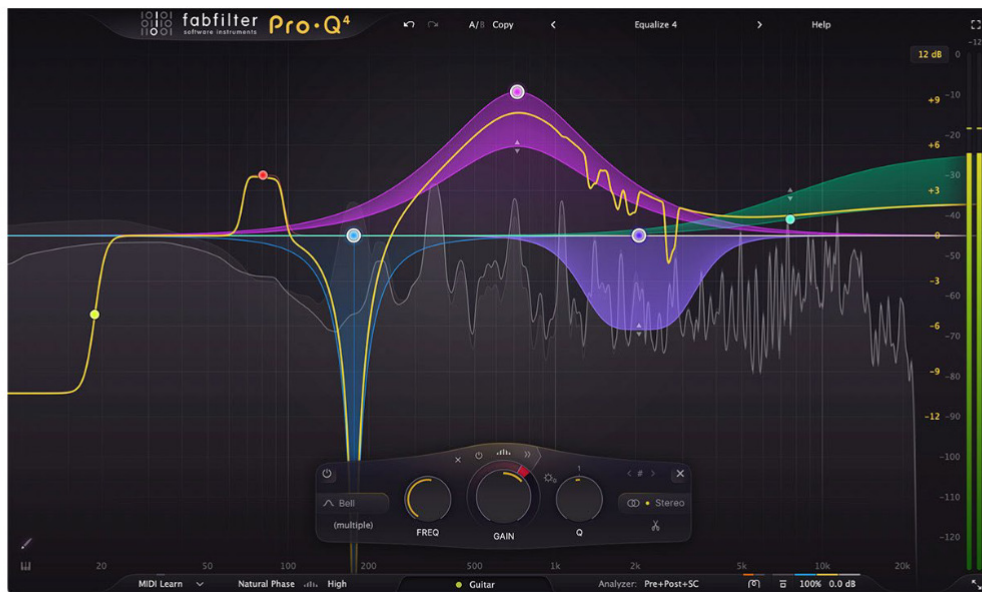 fabfilter Pro·Q4
software instruments
A/B Copy < Equalize 4 > Help
-12
12 dB 0
+9 -10
+6 -20
-30
+3 -40
0
-50
-3 -60
-6 -70
-9 -80
-12 -90
-100
-110
-120
1
< # >
Bell
Stereo
(multiple)
FREQ GAIN Q
20 50 100 200 500 1k 2k 5k 10k 20k
MIDI Learn Natural Phase High Guitar Analyzer: Pre+Post+SC 100% 0.0 dB